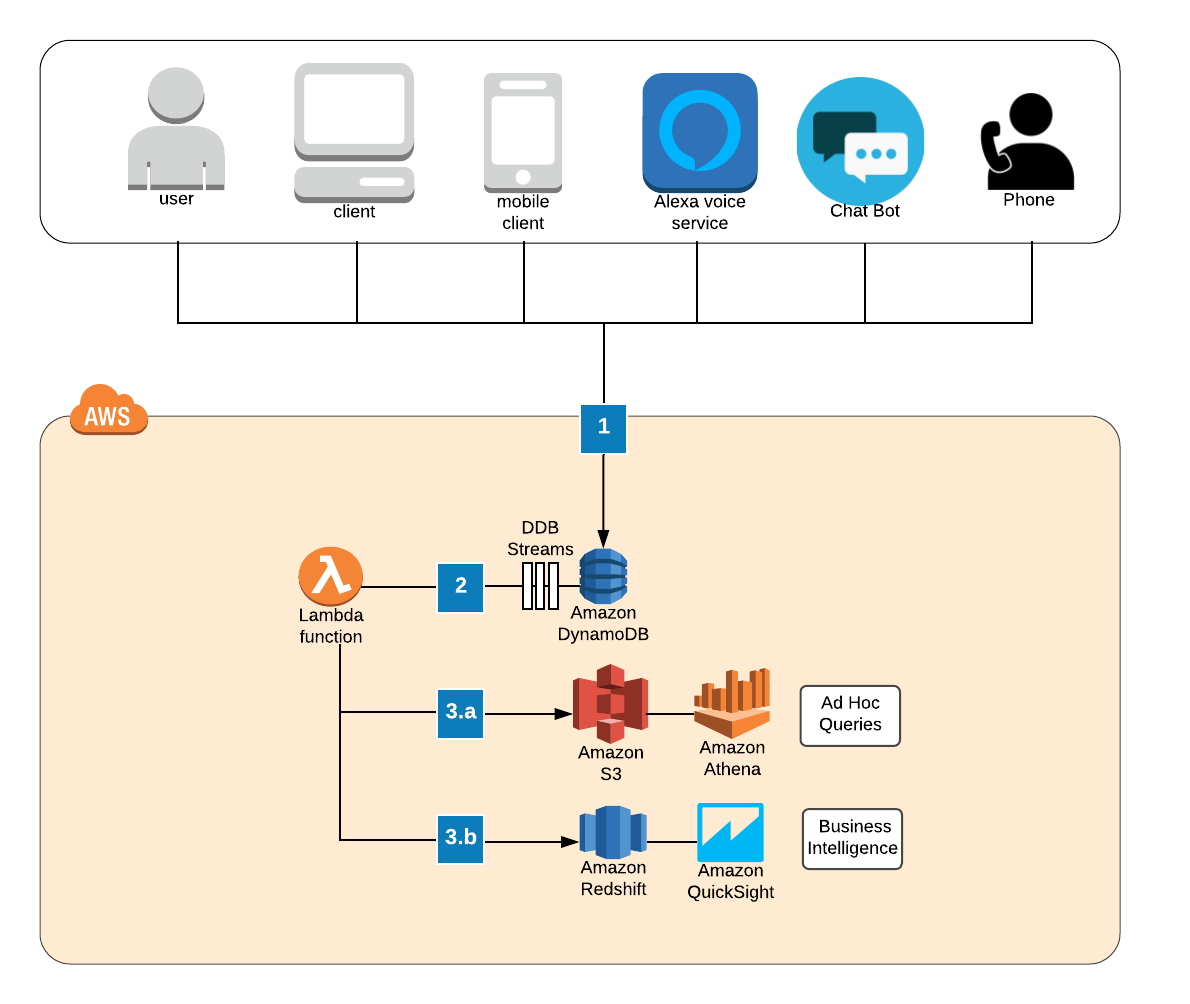 user
client
mobile
client
Alexa voice
service
Chat Bot
Phone
AWS
1
DDB
Streams
2
Lambda
function
Amazon
DynamoDB
3.a
Amazon
S3
Amazon
Athena
Ad Hoc
Queries
3.b
Amazon
Redshift
Amazon
QuickSight
Business
Intelligence